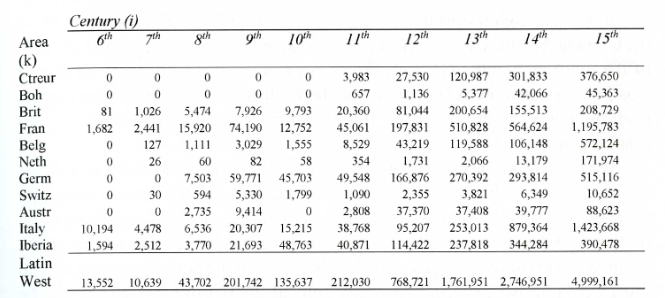 Century (i)
Area 6th 7th 8th 9th 10th 11th 12th 13th 14th 15th
(k)
Ctreur 0 0 0 0 0 3,983 27,530 120,987 301,833 376,650
Boh 0 0 0 0 0 657 1,136 5,377 42,066 45,363
Brit 81 1,026 5,474 7,926 9,793 20,360 81,044 200,654 155,513 208,729
Fran 1,682 2,441 15,920 74,190 12,752 45,061 197,831 510,828 564,624 1,195,783
Belg 0 127 1,111 3,029 1,555 8,529 43,219 119,588 106,148 572,124
Neth 0 26 60 82 58 354 1,731 2,066 13,179 171,974
Germ 0 0 7,503 59,771 45,703 49,548 166,876 270,392 293,814 515,116
Switz 0 30 594 5,330 1,799 1,090 2,355 3,821 6,349 10,652
Austr 0 0 2,735 9,414 0 2,808 37,370 37,408 39,777 88,623
Italy 10,194 4,478 6,536 20,307 15,215 38,768 95,207 253,013 879,364 1,423,668
Iberia 1,594 2,512 3,770 21,693 48,763 40,871 114,422 237,818 344,284 390,478
Latin
West 13,552 10,639 43,702 201,742 135,637 212,030 768,721 1,761,951 2,746,951 4,999,161